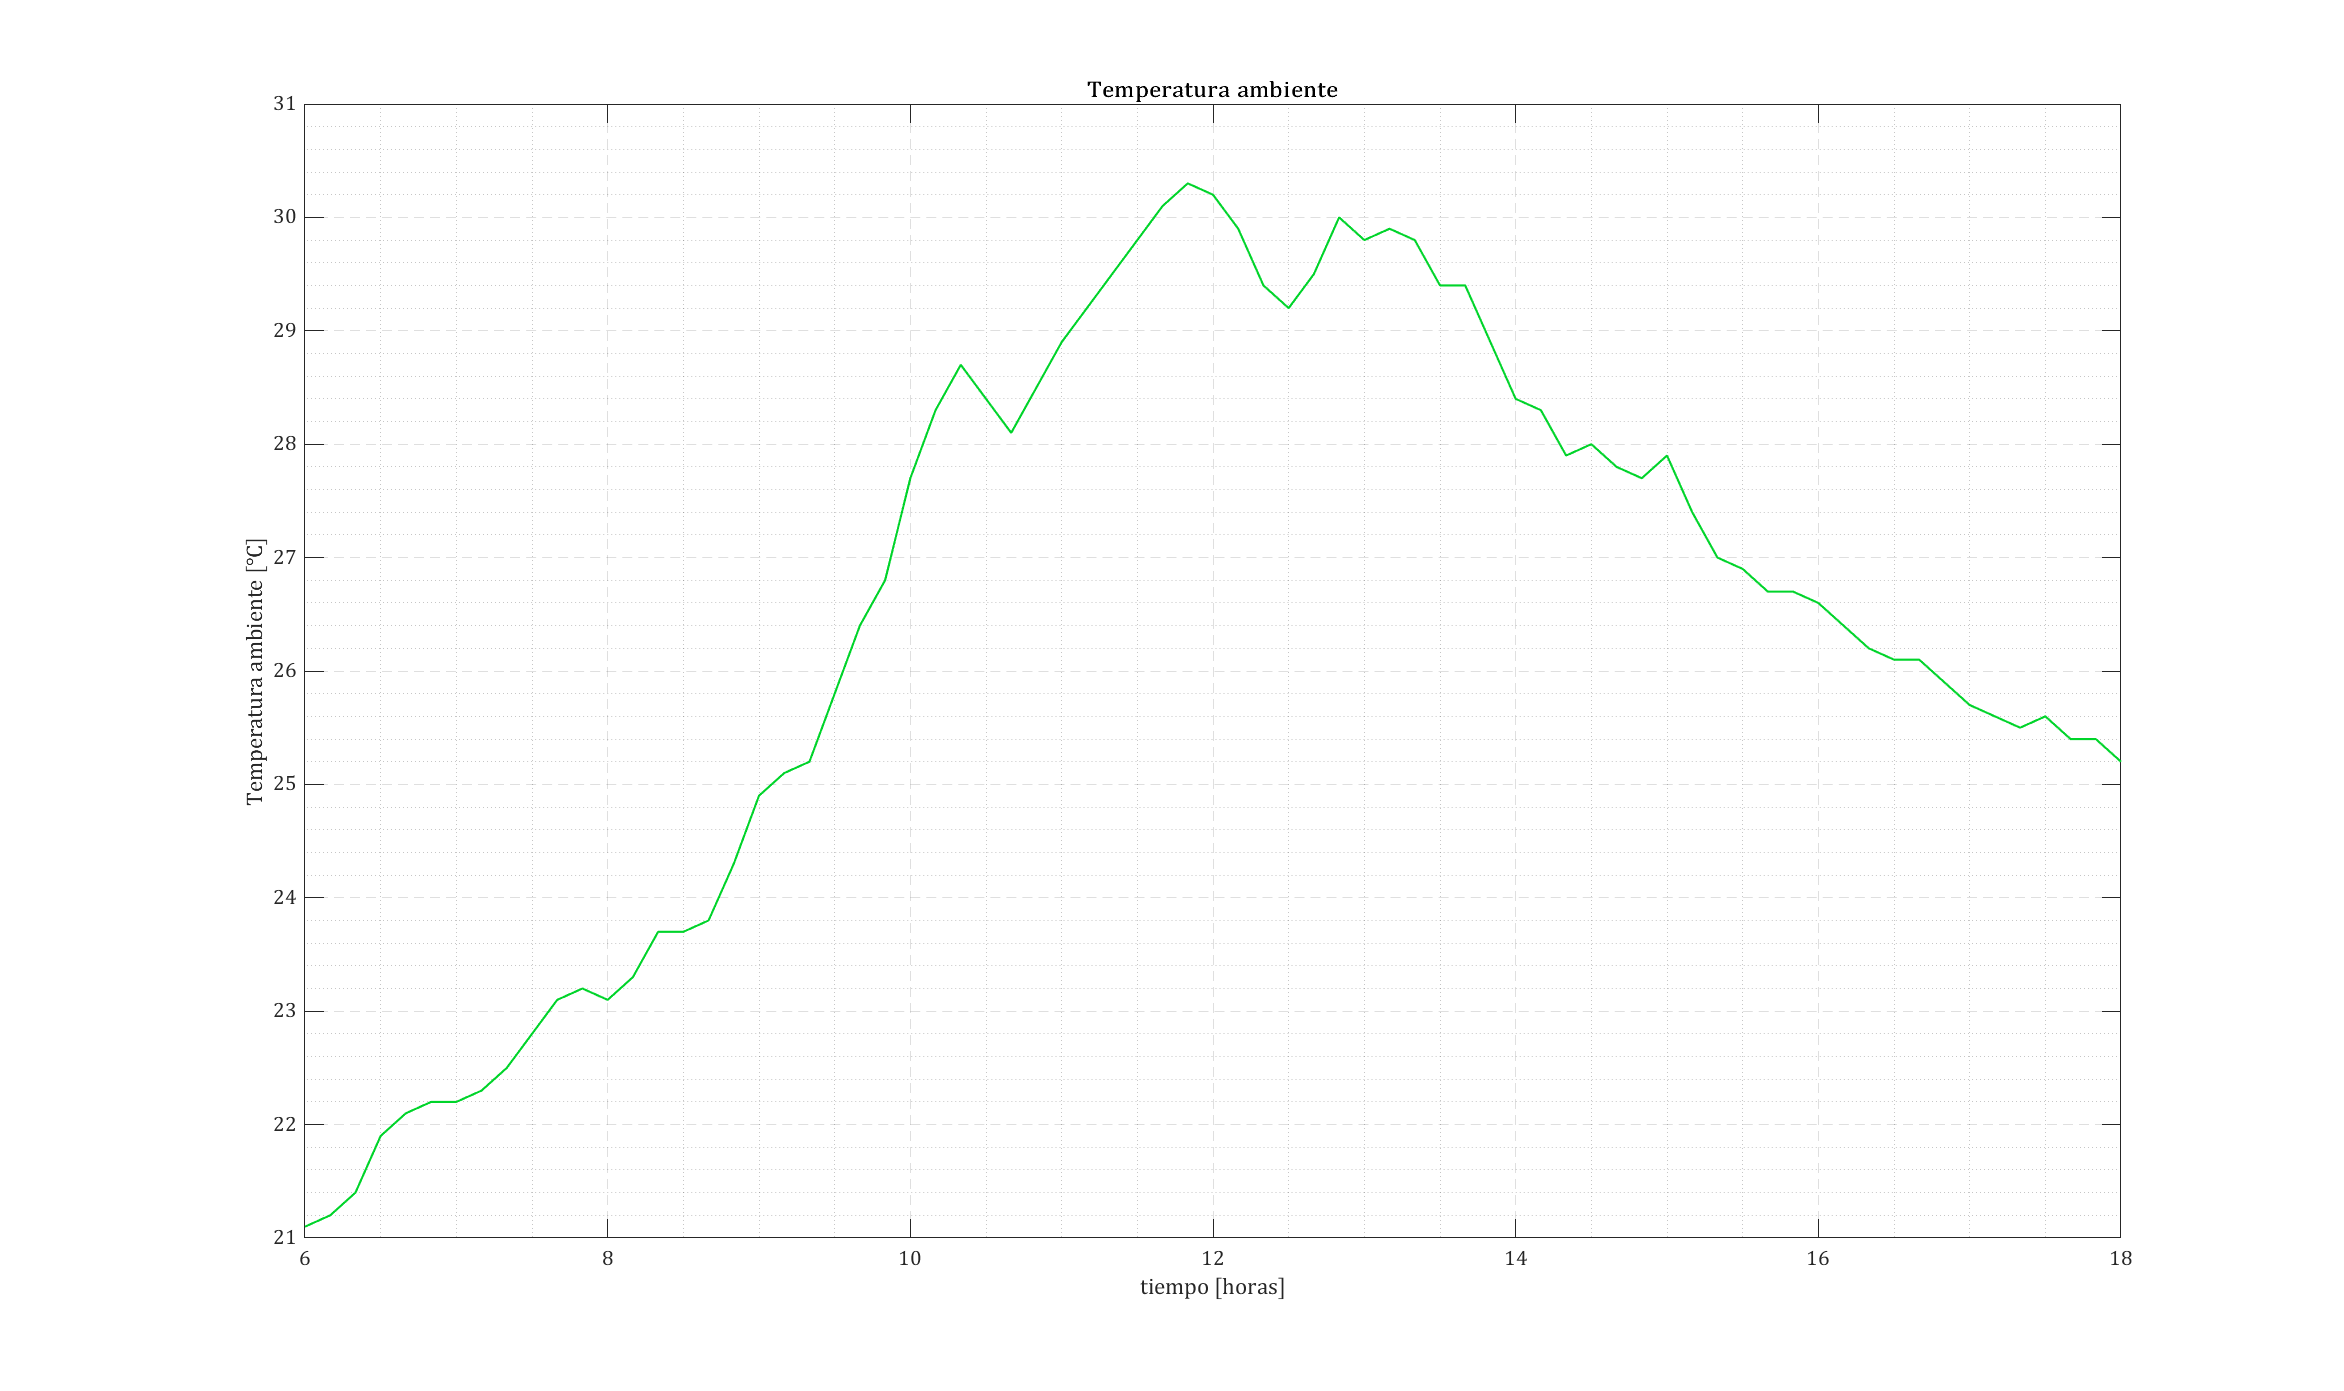 Temperatura ambiente
31
30
29
28
27
26
25
24
23
22
21
Temperatura ambiente [°C]
6 8 10 12 14 16 18
tiempo [horas]